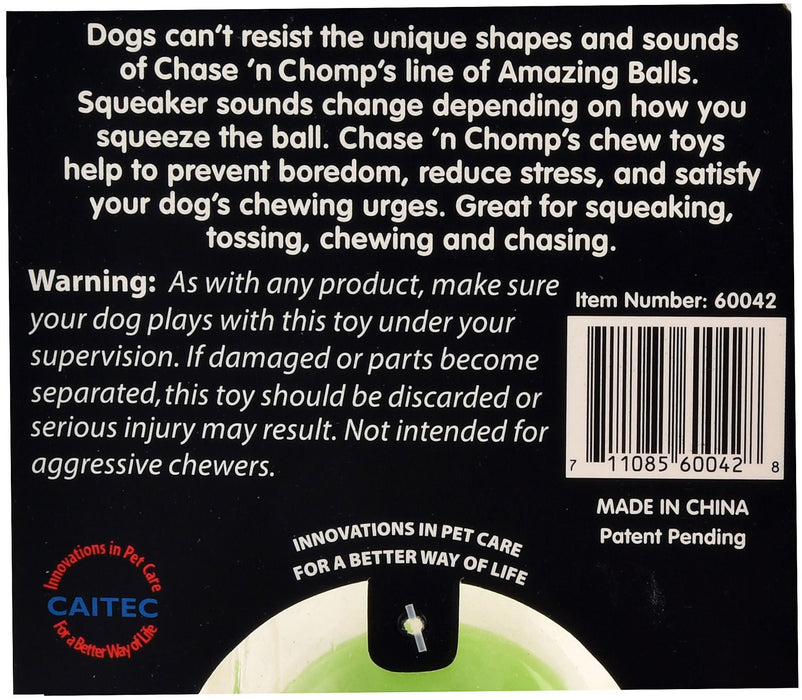 Dogs can't resist the unique shapes and sounds
of Chase 'n Chomp's line of Amazing Balls.
Squeaker sounds change depending on how you
squeeze the ball. Chase 'n Chomp's chew toys
help to prevent boredom, reduce stress, and satisfy
your dog's chewing urges. Great for squeaking,
tossing, chewing and chasing.
Warning: As with any product, make sure
your dog plays with this toy under your
supervision. If damaged or parts become
separated, this toy should be discarded or
serious injury may result. Not intended for
aggressive chewers.
Item Number: 60042
7 11085 60042 8
MADE IN CHINA
Patent Pending
INNOVATIONS IN PET CARE
FOR A BETTER WAY OF LIFE
Innovations in Pet Care
CAITEC
For a Better Way of Life